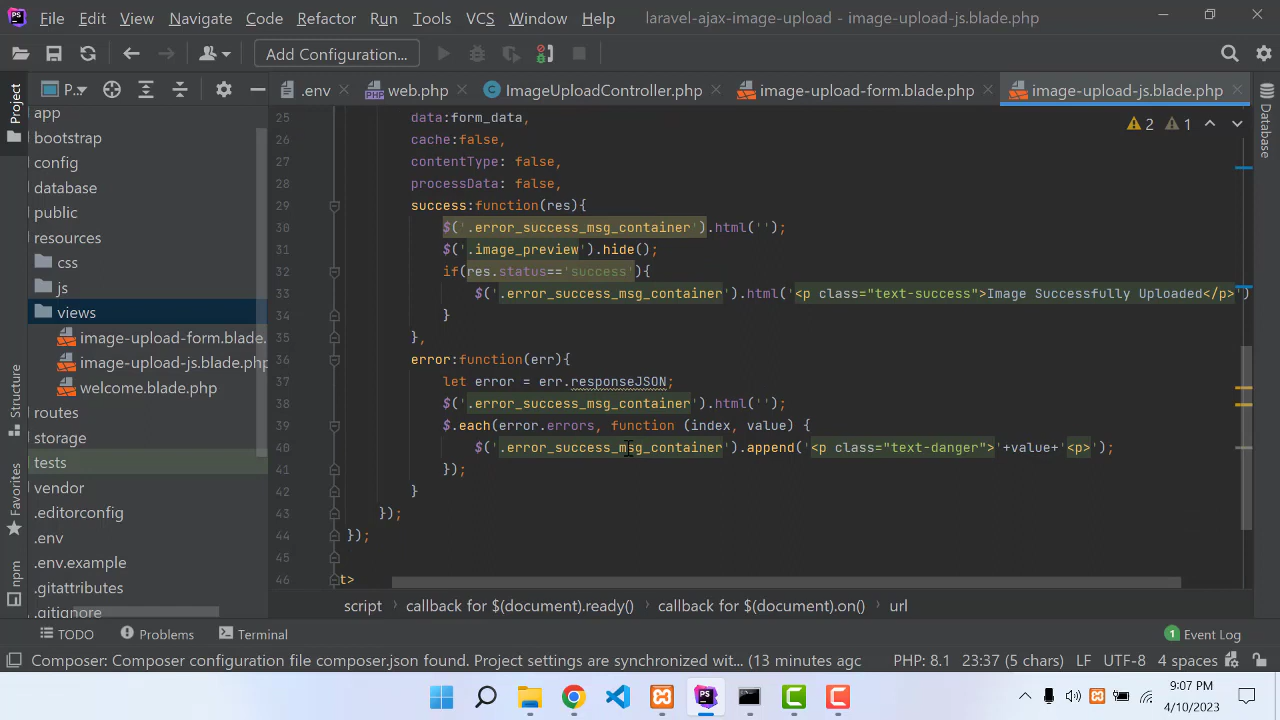 File Edit View Navigate Code Refactor Run Tools VCS Window Help laravel-ajax-image-upload - image-upload-js.blade.php
Add Configuration...
Project P... .env web.php ImageUploadController.php image-upload-form.blade.php image-upload-js.blade.php Database
app
bootstrap
config
database
public
resources
css
js
views
image-upload-form.blade.
image-upload-js.blade.php
welcome.blade.php
routes
storage
tests
vendor
.editorconfig
.env
.env.example
.gitattributes
.gitignore
Structure
Favorites
npm
2 1
25 data:form_data,
26 cache:false,
27 contentType: false,
28 processData: false,
29 success:function(res){
30 $('.error_success_msg_container').html('');
31 $('.image_preview').hide();
32 if(res.status=='success'){
33 $('.error_success_msg_container').html('<p class="text-success">Image Successfully Uploaded</p>')
34 }
35 },
36 error:function(err){
37 let error = err.responseJSON;
38 $('.error_success_msg_container').html('');
39 $.each(error.errors, function (index, value) {
40 $('.error_success_msg_container').append('<p class="text-danger">'+value+'<p>');
41 });
42 }
43 });
44 });
45
46 t>
script callback for $(document).ready() callback for $(document).on() url
TODO Problems Terminal 1 Event Log
Composer: Composer configuration file composer.json found. Project settings are synchronized wit... (13 minutes agc PHP: 8.1 23:37 (5 chars) LF UTF-8 4 spaces
9:07 PM
4/10/2023